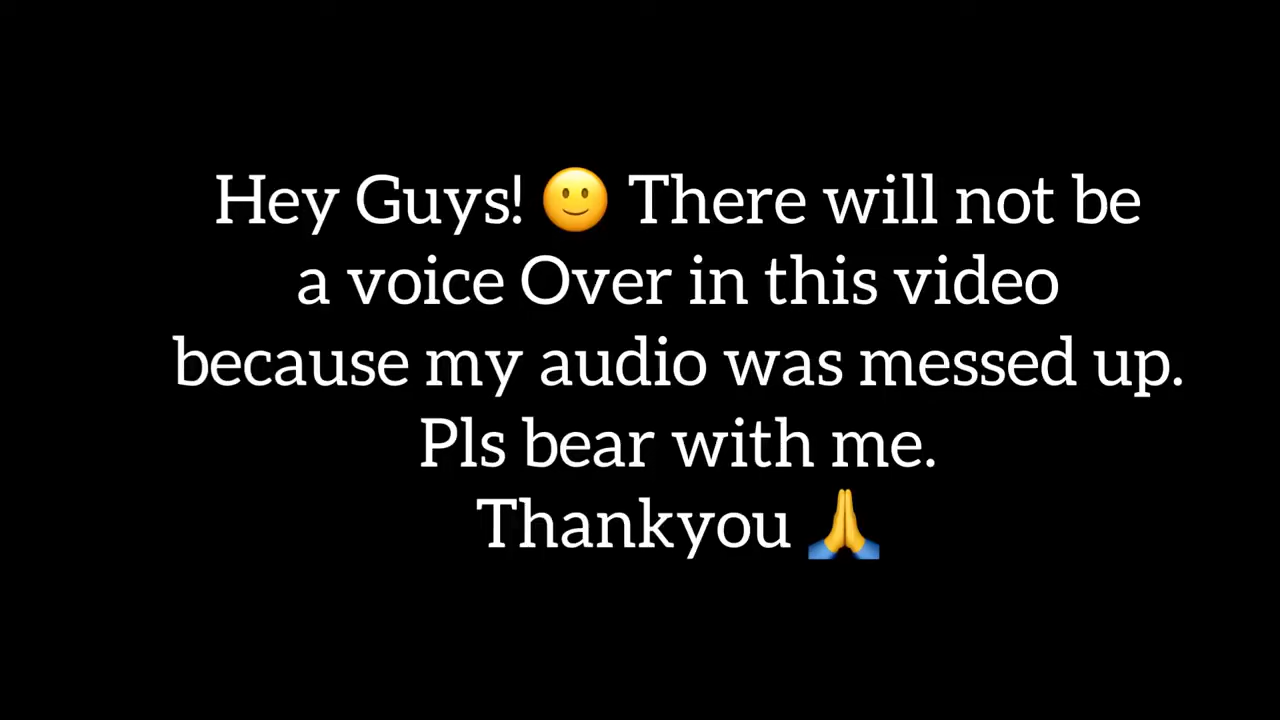 Hey Guys! 🙂 There will not be
a voice Over in this video
because my audio was messed up.
Pls bear with me.
Thankyou 🙏